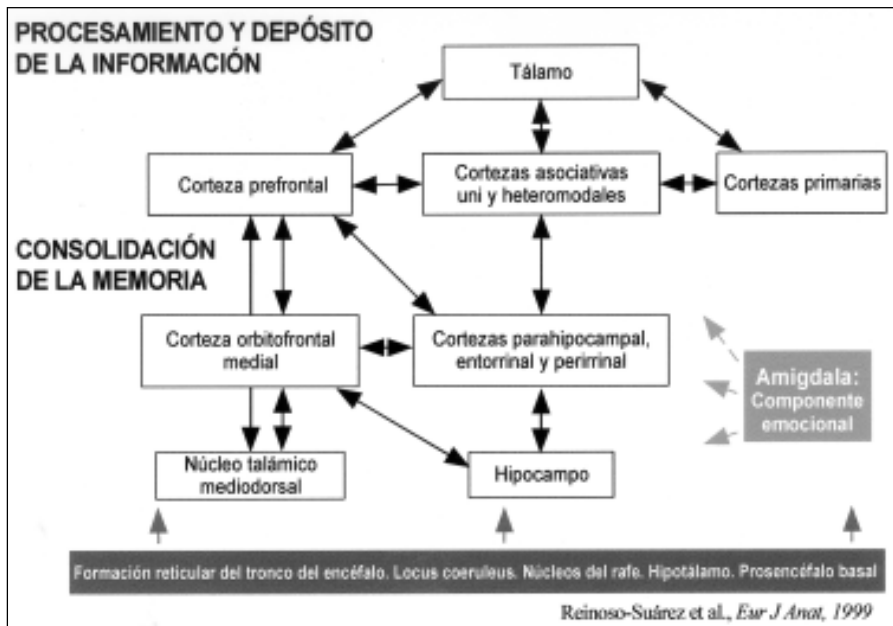 PROCESAMIENTO Y DEPÓSITO
DE LA INFORMACIÓN
Tálamo
Corteza prefrontal
Cortezas asociativas
uni y heteromodales
Cortezas primarias
CONSOLIDACIÓN
DE LA MEMORIA
Corteza orbitofrontal
medial
Cortezas parahipocampal,
entorrinal y perirrinal
Amigdala:
Componente
emocional
Núcleo talámico
mediodorsal
Hipocampo
Formación reticular del tronco del encéfalo. Locus coeruleus. Núcleos del rafe. Hipotálamo. Prosencéfalo basal
Reinoso-Suárez et al., Eur J Anat, 1999